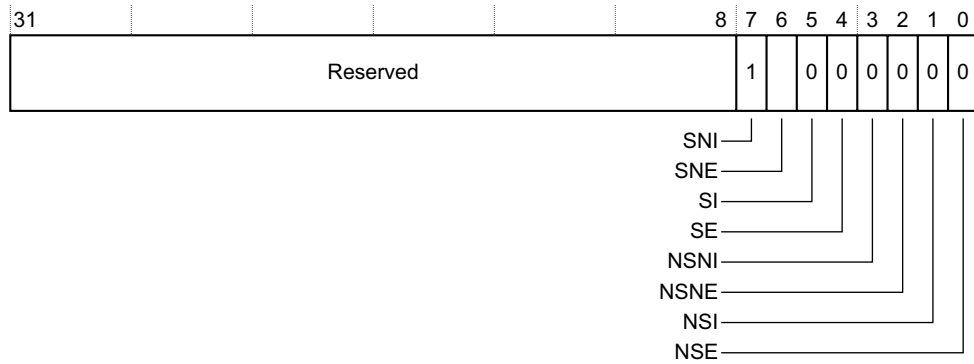 31 8 7 6 5 4 3 2 1 0
Reserved 1 0 0 0 0 0 0
SNI
SNE
SI
SE
NSNI
NSNE
NSI
NSE